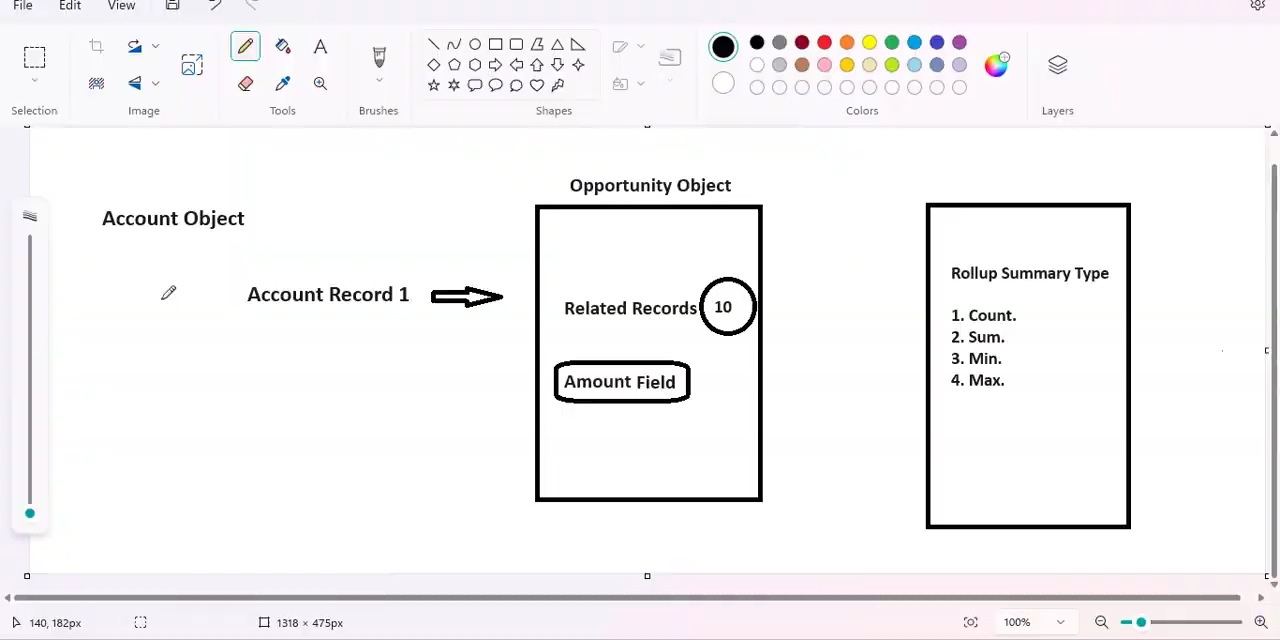 File Edit View
Selection Image Tools Brushes Shapes Colors Layers
Opportunity Object
Account Object
Account Record 1
Related Records 10
Amount Field
Rollup Summary Type
1. Count.
2. Sum.
3. Min.
4. Max.
140, 182px 1318 × 475px 100%